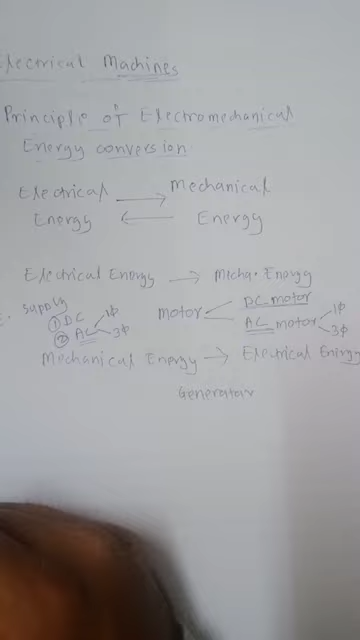 Electrical Machines
Principle of Electromechanical
Energy conversion
Electrical → Mechanical
Energy ← Energy
Electrical Energy → Mecha. Energy
Supply
① DC
② AC 1Φ 3Φ
Motor DC motor
AC motor 1Φ 3Φ
Mechanical Energy → Electrical Energy
Generator